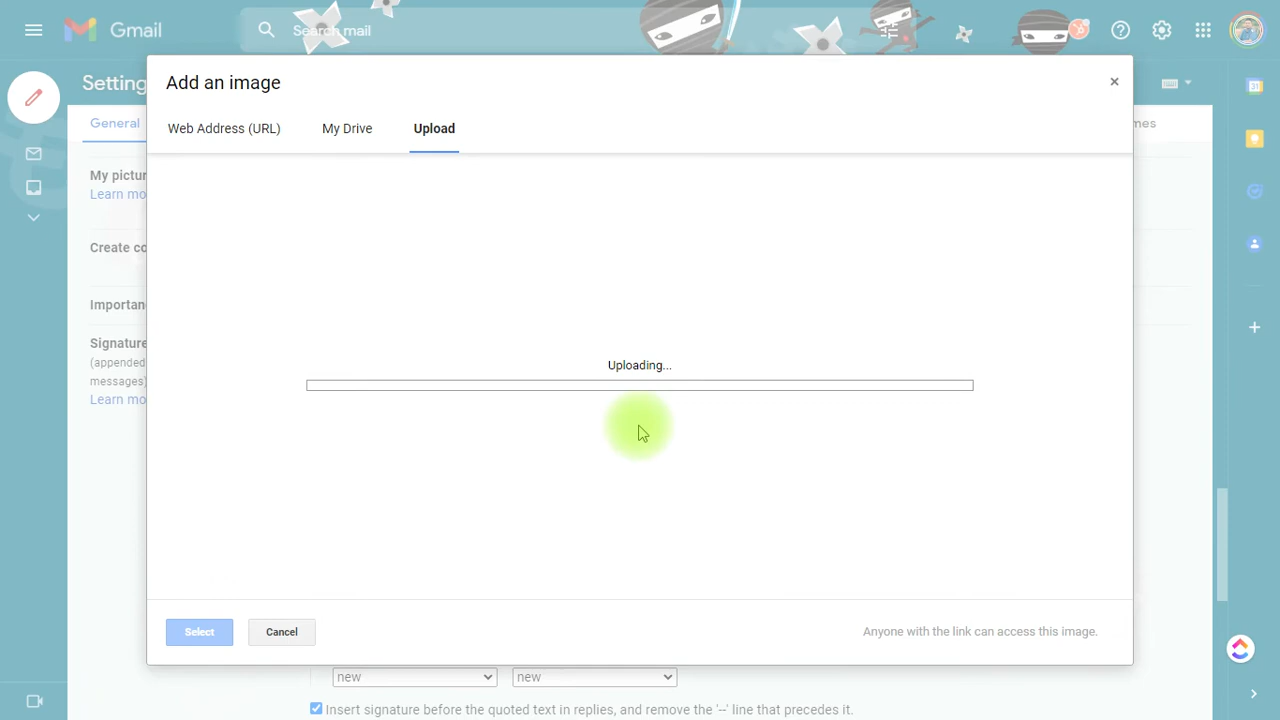 Gmail
Search mail
Setting
Add an image
×
Web Address (URL)
My Drive
Upload
General
mes
My pictur
Learn mo
Create co
Importan
Signature
(appended
messages)
Learn mo
Uploading...
Select
Cancel
Anyone with the link can access this image.
new
new
Insert signature before the quoted text in replies, and remove the '--' line that precedes it.
31